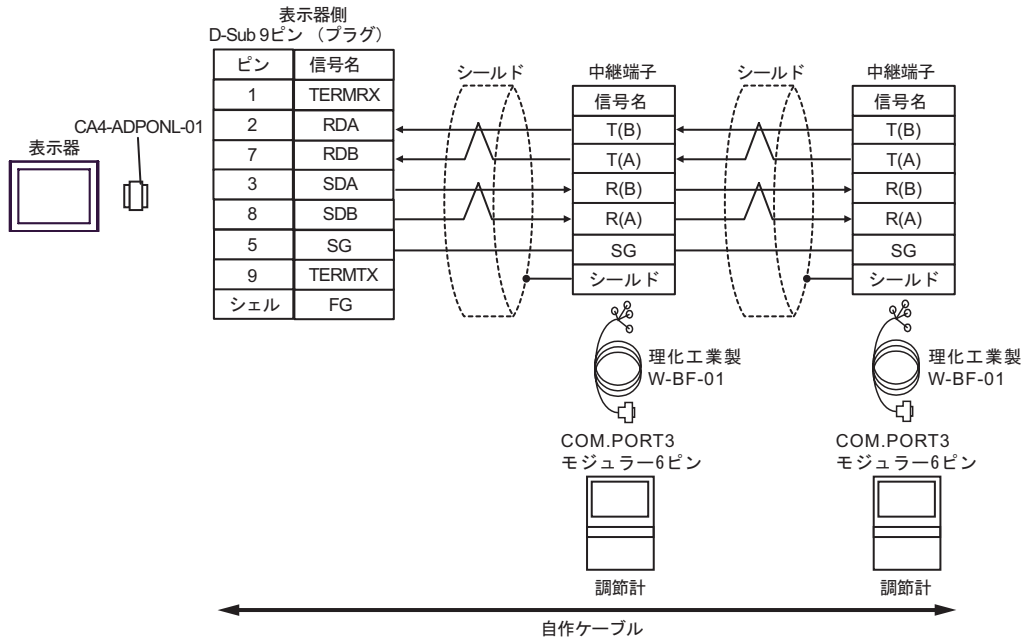 表示器側
D-Sub 9ピン （プラグ）
ピン 信号名
1 TERMRX
2 RDA
7 RDB
3 SDA
8 SDB
5 SG
9 TERMTX
シェル FG
CA4-ADPONL-01
表示器
シールド
中継端子
信号名
T(B)
T(A)
R(B)
R(A)
SG
シールド
シールド
中継端子
信号名
T(B)
T(A)
R(B)
R(A)
SG
シールド
理化工業製
W-BF-01
COM.PORT3
モジュラー6ピン
調節計
理化工業製
W-BF-01
COM.PORT3
モジュラー6ピン
調節計
自作ケーブル